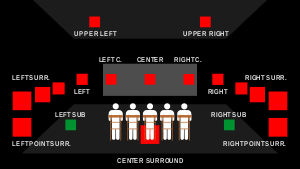 UPPER LEFT UPPER RIGHT
LEFT C. CENTER RIGHT C.
LEFT SURR. RIGHT SURR.
LEFT RIGHT
LEFT SUB RIGHT SUB
LEFT POINT SURR. RIGHT POINT SURR.
CENTER SURROUND